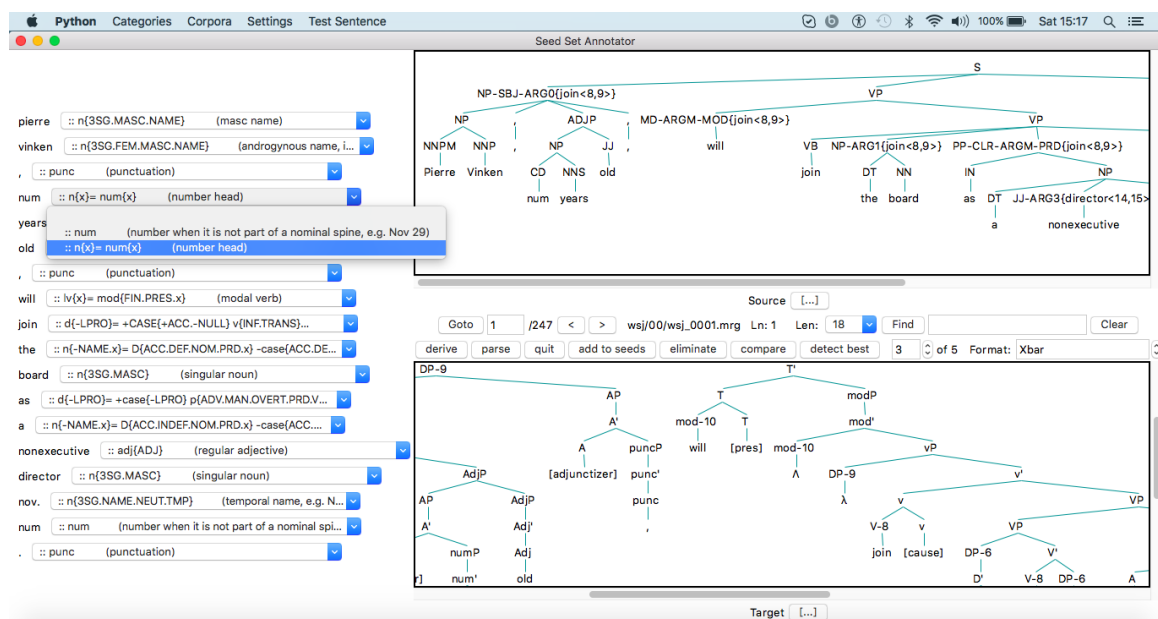 Python Categories Corpora Settings Test Sentence 100% Sat 15:17
Seed Set Annotator
pierre :: n{3SG.MASC.NAME} (masc name)
vinken :: n{3SG.FEM.MASC.NAME} (androgynous name, i...
, :: punc (punctuation)
num :: n{x}= num{x} (number head)
years
:: num (number when it is not part of a nominal spine, e.g. Nov 29)
old
:: n{x}= num{x} (number head)
, :: punc (punctuation)
will :: lv{x}= mod{FIN.PRES.x} (modal verb)
join :: d{-LPRO}= +CASE{+ACC.-NULL} v{INF.TRANS}...
the :: n{-NAME.x}= D{ACC.DEF.NOM.PRD.x} -case{ACC.DE...
board :: n{3SG.MASC} (singular noun)
as :: d{-LPRO}= +case{-LPRO} p{ADV.MAN.OVERT.PRD.V...
a :: n{-NAME.x}= D{ACC.INDEF.NOM.PRD.x} -case{ACC....
nonexecutive :: adj{ADJ} (regular adjective)
director :: n{3SG.MASC} (singular noun)
nov. :: n{3SG.NAME.NEUT.TMP} (temporal name, e.g. N...
num :: num (number when it is not part of a nominal spi...
. :: punc (punctuation)
S
NP-SBJ-ARG0{join<8,9>} VP
NP , ADJP , MD-ARGM-MOD{join<8,9>} VP
NNPM NNP , NP JJ , will VB NP-ARG1{join<8,9>} PP-CLR-ARGM-PRD{join<8,9>}
Pierre Vinken CD NNS old join DT NN IN NP
num years the board as DT JJ-ARG3{director<14,15>
a nonexecutive
Source [...]
Goto 1 /247 < > wsj/00/wsj_0001.mrg Ln: 1 Len: 18 Find Clear
derive parse quit add to seeds eliminate compare detect best 3 of 5 Format: Xbar
DP-9 T'
AP T modP
A' mod-10 T mod'
A puncP will [pres] mod-10 vP
AdjP [adjunctizer] punc' Λ DP-9 v'
AP AdjP punc λ v VP
A' Adj' , V-8 v VP
numP Adj join [cause] DP-6 V'
r] num' old D' V-8 DP-6 A
Target [...]